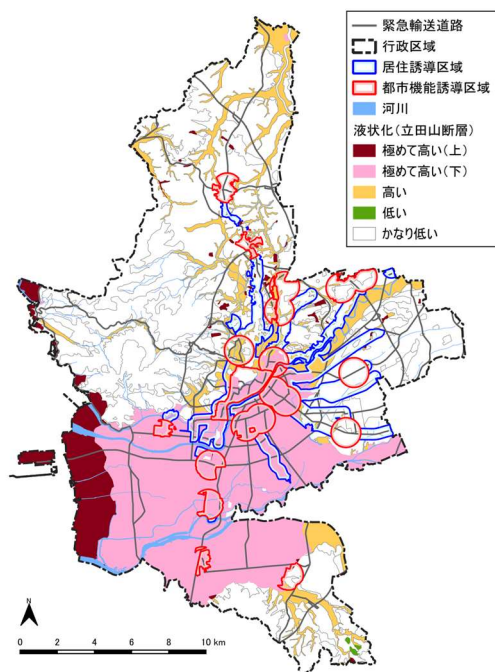 緊急輸送道路
行政区域
居住誘導区域
都市機能誘導区域
河川
液状化(立田山断層)
極めて高い(上)
極めて高い(下)
高い
低い
かなり低い
N
0 2 4 6 8 10 km